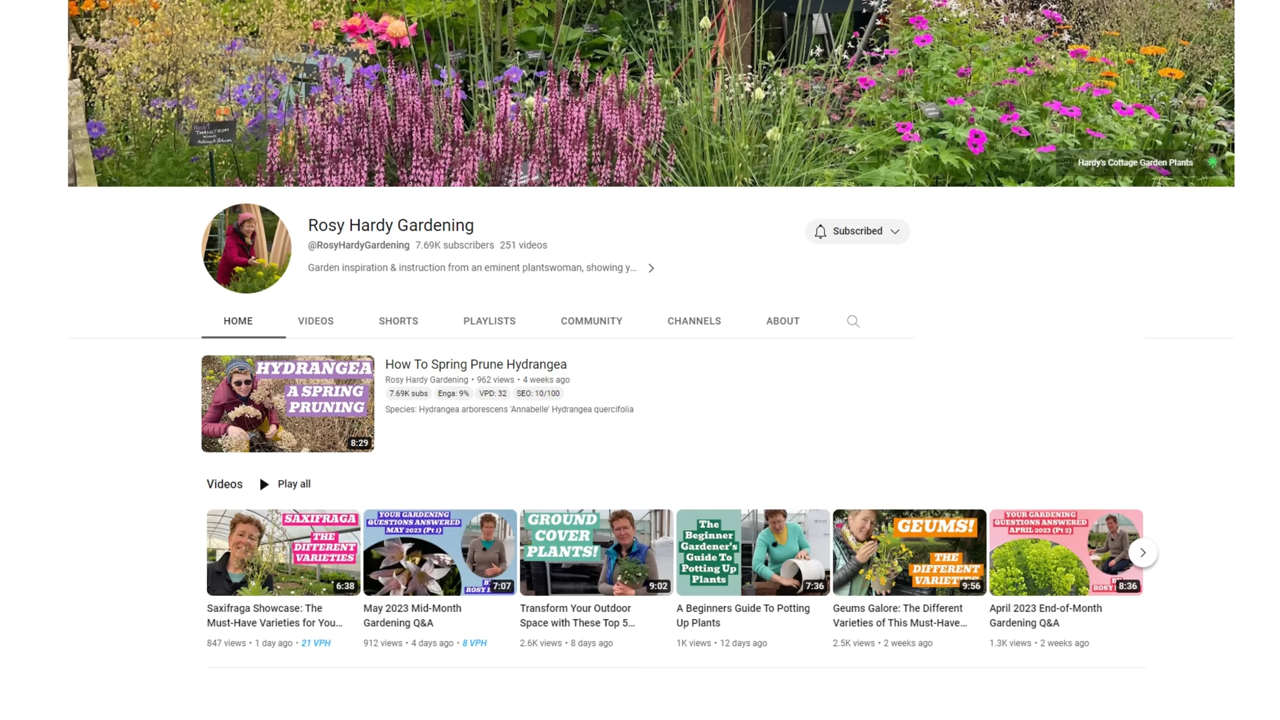 Hardy's Cottage Garden Plants
Rosy Hardy Gardening
@RosyHardyGardening 7.69K subscribers 251 videos
Garden inspiration & instruction from an eminent plantswoman, showing y...
Subscribed
HOME VIDEOS SHORTS PLAYLISTS COMMUNITY CHANNELS ABOUT
HYDRANGEA
A SPRING
PRUNING
8:29
How To Spring Prune Hydrangea
Rosy Hardy Gardening • 962 views • 4 weeks ago
7.69K subs Enga: 9% VPD: 32 SEO: 10/100
Species: Hydrangea arborescens 'Annabelle' Hydrangea quercifolia
Videos Play all
SAXIFRAGA
THE
DIFFERENT
VARIETIES
6:38
Saxifraga Showcase: The
Must-Have Varieties for You...
847 views • 1 day ago • 21 VPH
YOUR GARDENING
QUESTIONS ANSWERED
MAY 2023 (Pt 1)
7:07
May 2023 Mid-Month
Gardening Q&A
912 views • 4 days ago • 8 VPH
GROUND
COVER
PLANTS!
9:02
Transform Your Outdoor
Space with These Top 5...
2.6K views • 8 days ago
The
Beginner
Gardener's
Guide To
Potting Up
Plants
7:36
A Beginners Guide To Potting
Up Plants
1K views • 12 days ago
GEUMS!
THE
DIFFERENT
VARIETIES
9:56
Geums Galore: The Different
Varieties of This Must-Have...
2.5K views • 2 weeks ago
YOUR GARDENING
QUESTIONS ANSWERED
APRIL 2023 (Pt 2)
8:36
April 2023 End-of-Month
Gardening Q&A
1.3K views • 2 weeks ago